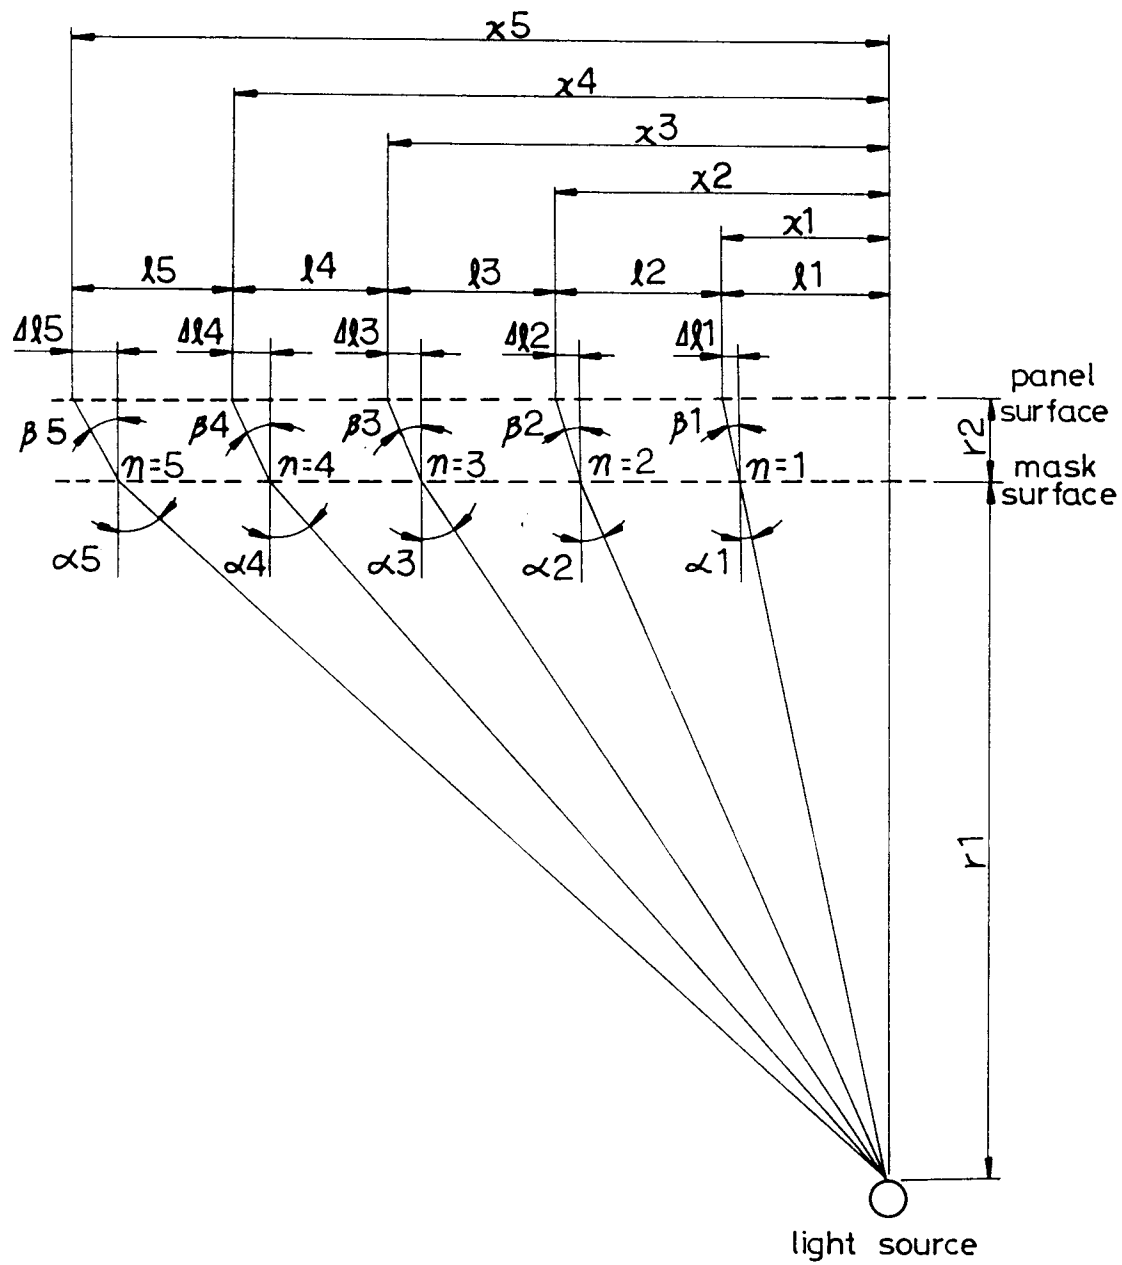 x5
x4
x3
x2
x1
l5 l4 l3 l2 l1
Δl5 Δl4 Δl3 Δl2 Δl1
panel
surface
β5 β4 β3 β2 β1
r2
n=5 n=4 n=3 n=2 n=1
mask
surface
α5 α4 α3 α2 α1
r1
light source